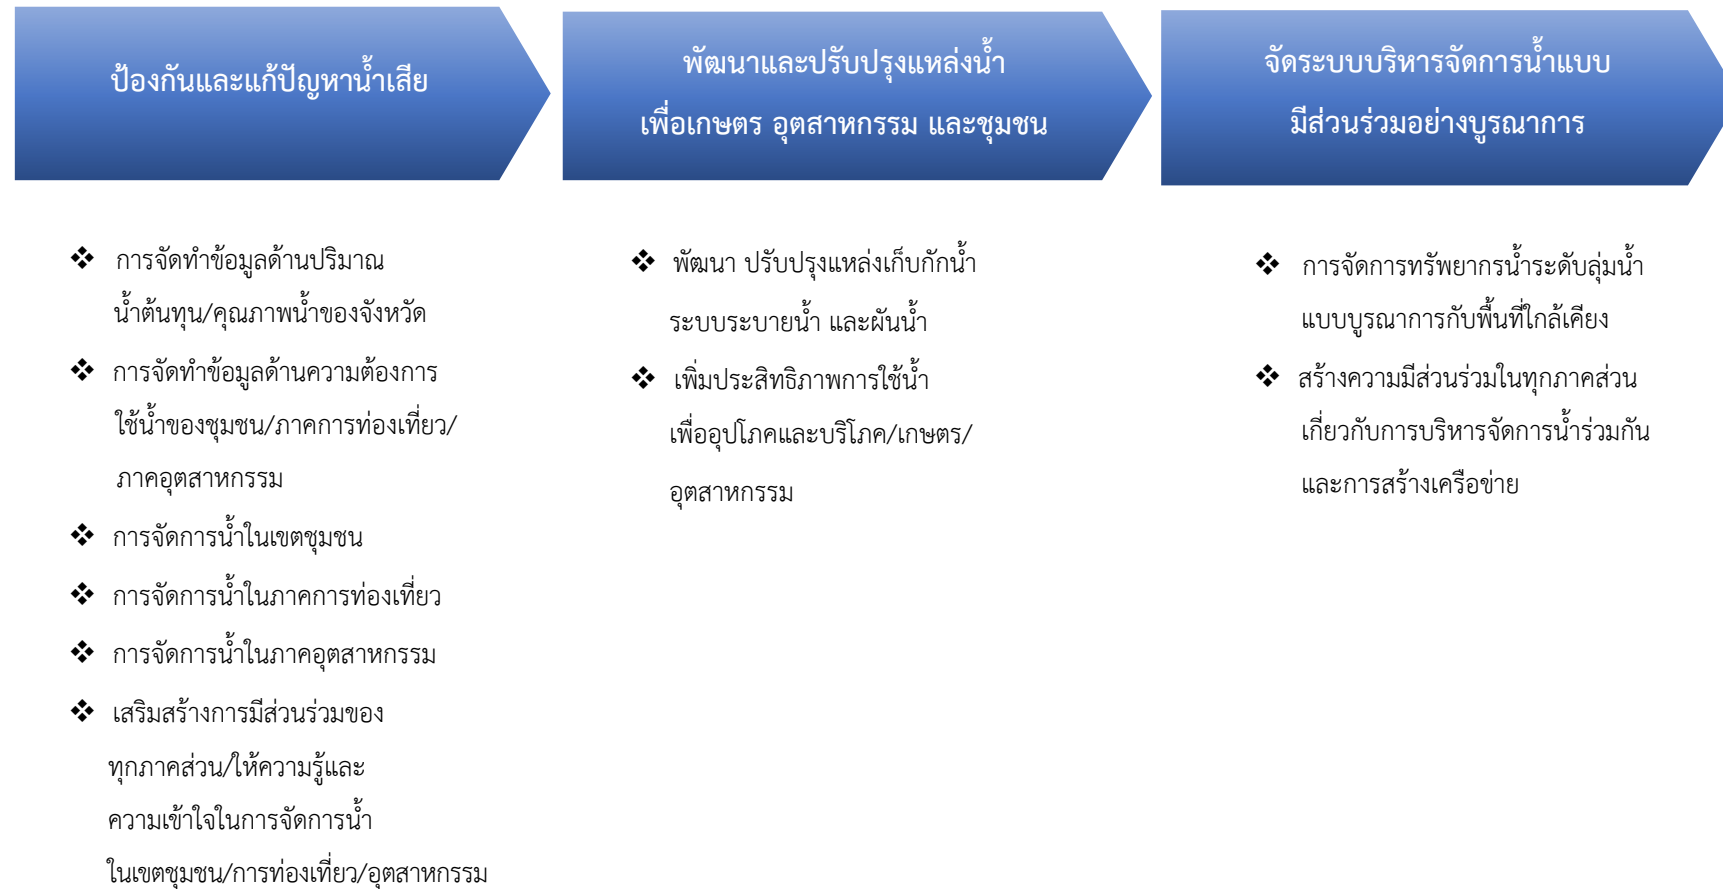 ป้องกันและแก้ปัญหาน้ำเสีย
❖ การจัดทำข้อมูลด้านปริมาณ
น้ำต้นทุน/คุณภาพน้ำของจังหวัด
❖ การจัดทำข้อมูลด้านความต้องการ
ใช้น้ำของชุมชน/ภาคการท่องเที่ยว/
ภาคอุตสาหกรรม
❖ การจัดการน้ำในเขตชุมชน
❖ การจัดการน้ำในภาคการท่องเที่ยว
❖ การจัดการน้ำในภาคอุตสาหกรรม
❖ เสริมสร้างการมีส่วนร่วมของ
ทุกภาคส่วน/ให้ความรู้และ
ความเข้าใจในการจัดการน้ำ
ในเขตชุมชน/การท่องเที่ยว/อุตสาหกรรม
พัฒนาและปรับปรุงแหล่งน้ำ
เพื่อเกษตร อุตสาหกรรม และชุมชน
❖ พัฒนา ปรับปรุงแหล่งเก็บกักน้ำ
ระบบระบายน้ำ และผันน้ำ
❖ เพิ่มประสิทธิภาพการใช้น้ำ
เพื่ออุปโภคและบริโภค/เกษตร/
อุตสาหกรรม
จัดระบบบริหารจัดการน้ำแบบ
มีส่วนร่วมอย่างบูรณาการ
❖ การจัดการทรัพยากรน้ำระดับลุ่มน้ำ
แบบบูรณาการกับพื้นที่ใกล้เคียง
❖ สร้างความมีส่วนร่วมในทุกภาคส่วน
เกี่ยวกับการบริหารจัดการน้ำร่วมกัน
และการสร้างเครือข่าย